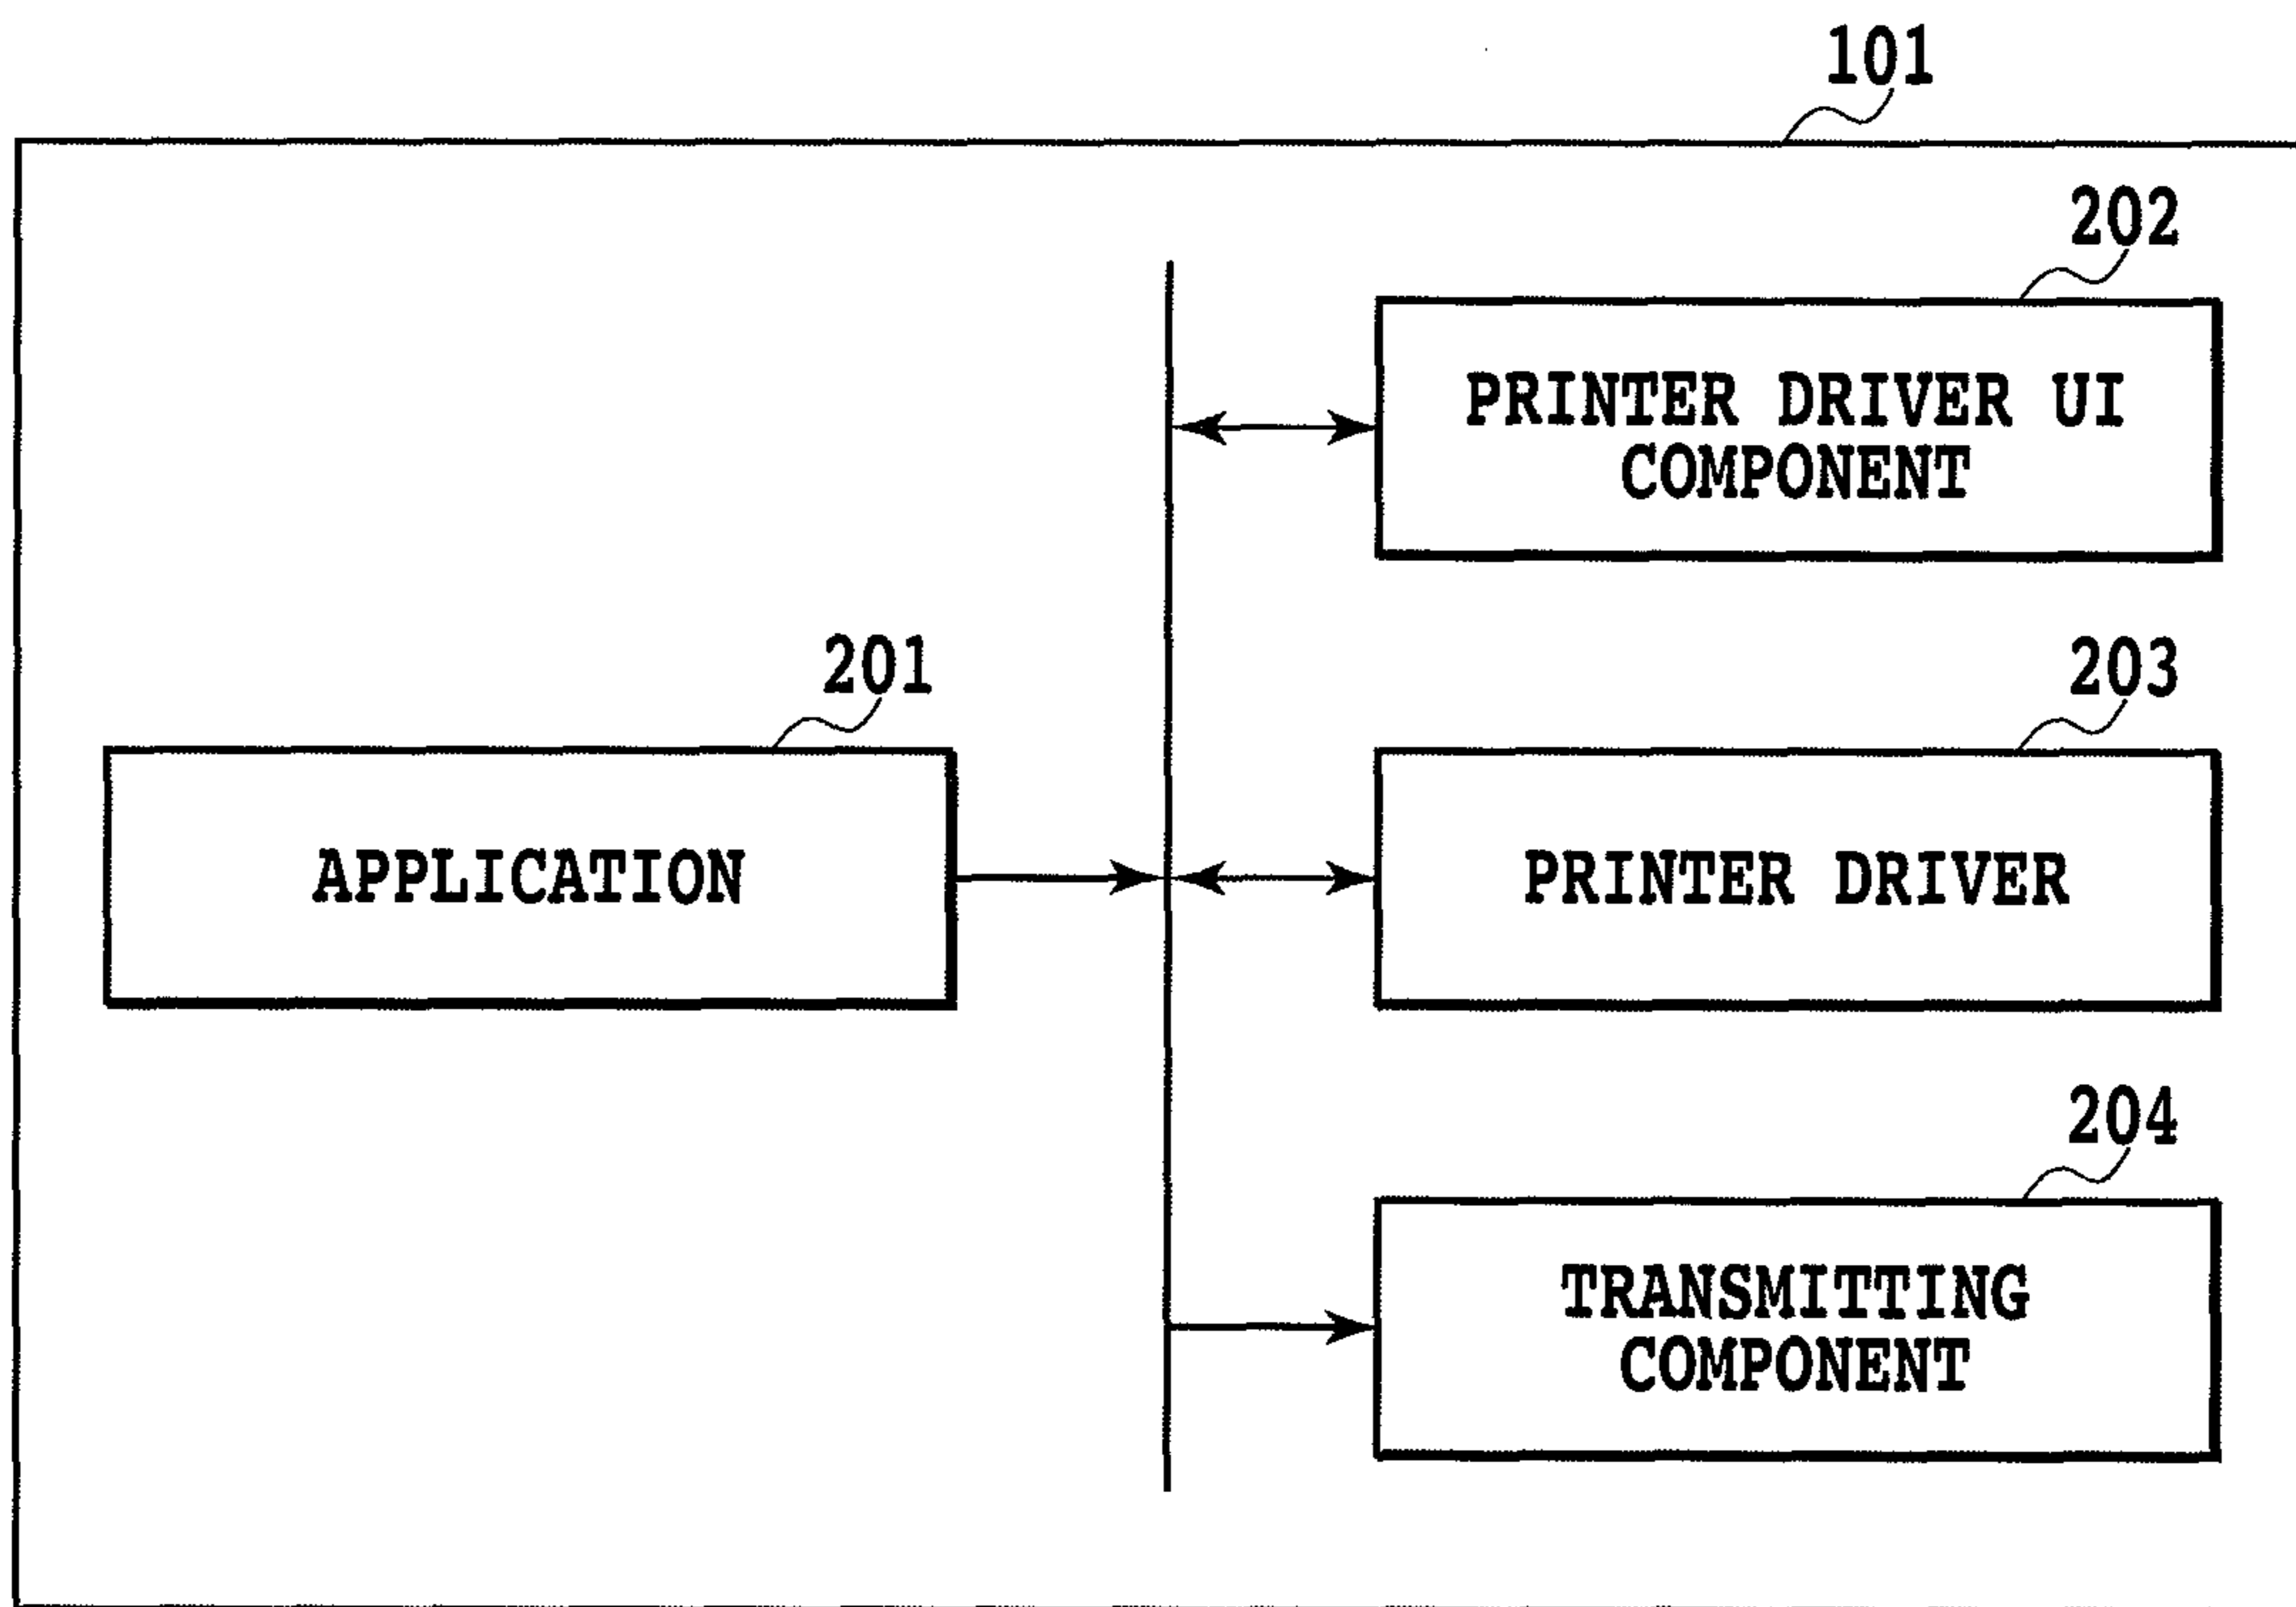 101
202
PRINTER DRIVER UI
COMPONENT
201
203
APPLICATION
PRINTER DRIVER
204
TRANSMITTING
COMPONENT